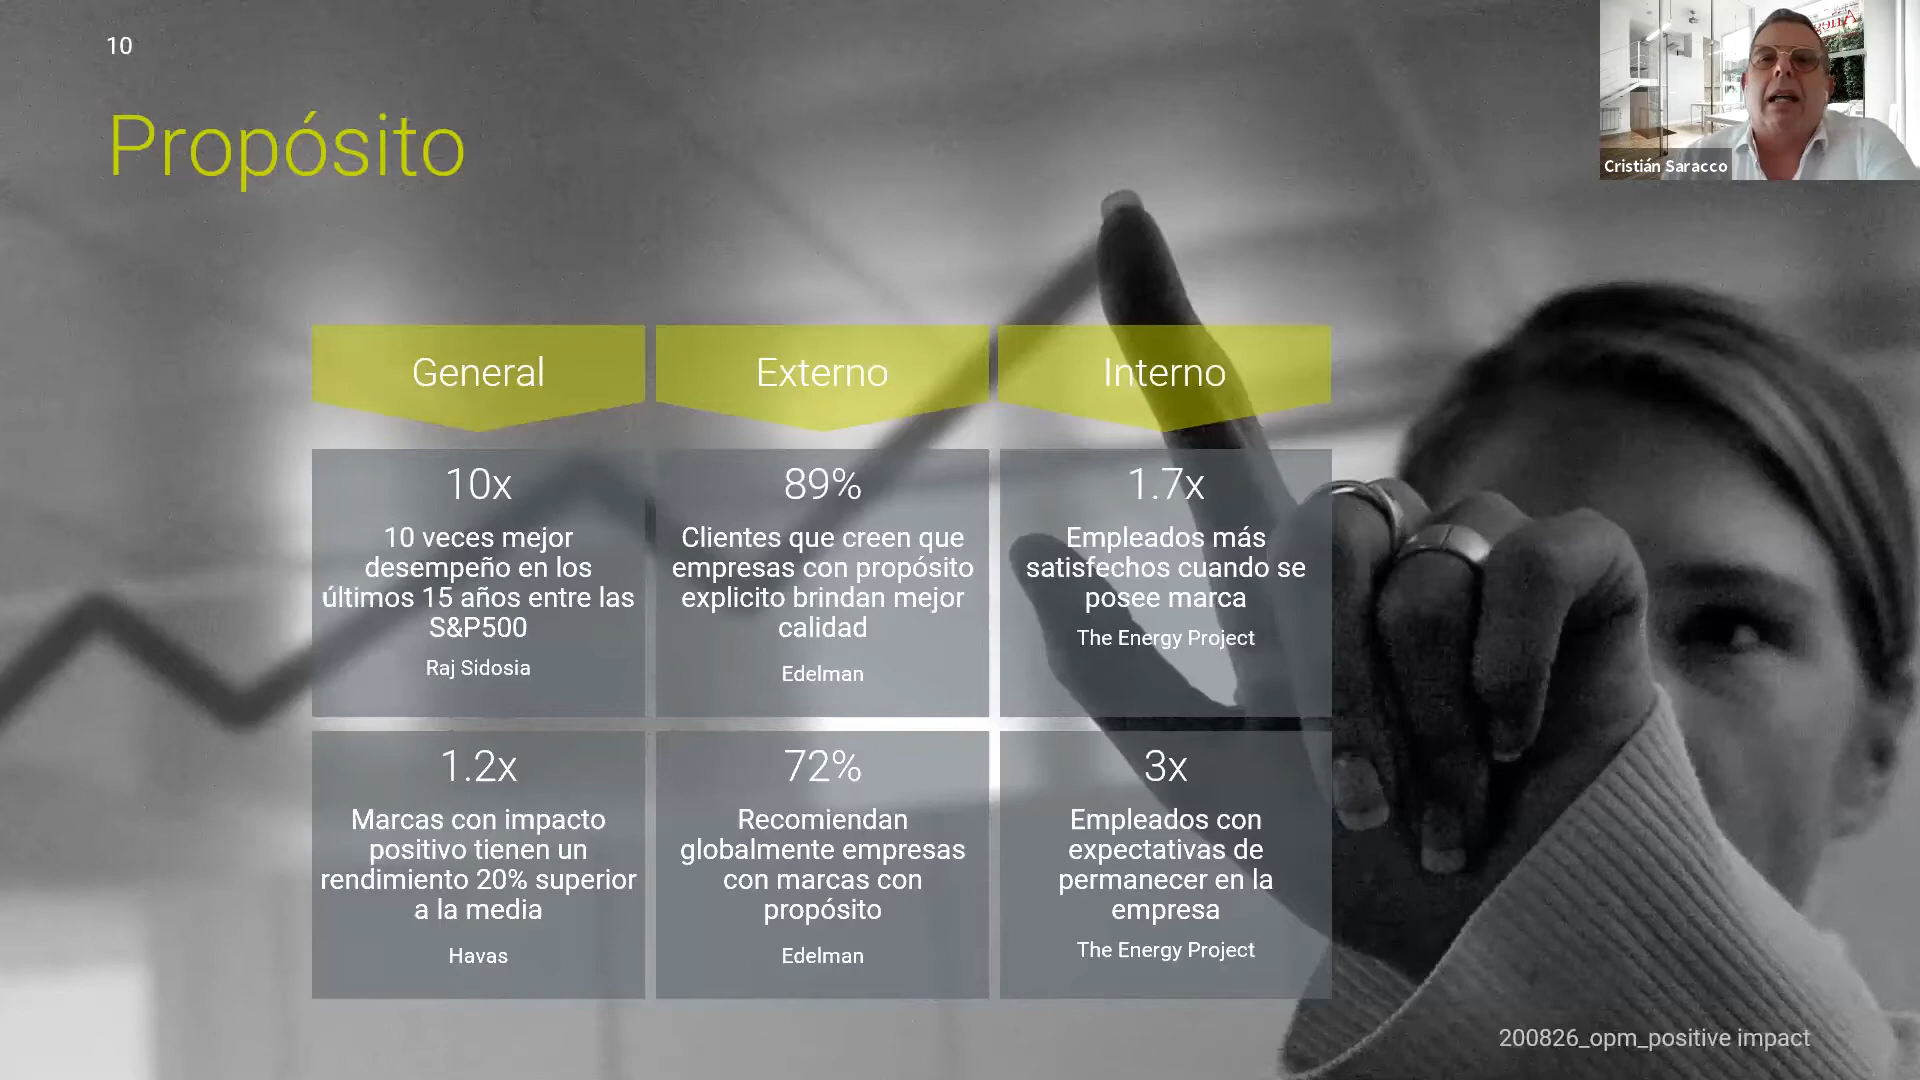 10
Propósito
Cristián Saracco
General
Externo
Interno
10x
10 veces mejor
desempeño en los
últimos 15 años entre las
S&P500
Raj Sidosia
89%
Clientes que creen que
empresas con propósito
explicito brindan mejor
calidad
Edelman
1.7x
Empleados más
satisfechos cuando se
posee marca
The Energy Project
1.2x
Marcas con impacto
positivo tienen un
rendimiento 20% superior
a la media
Havas
72%
Recomiendan
globalmente empresas
con marcas con
propósito
Edelman
3x
Empleados con
expectativas de
permanecer en la
empresa
The Energy Project
200826_opm_positive impact